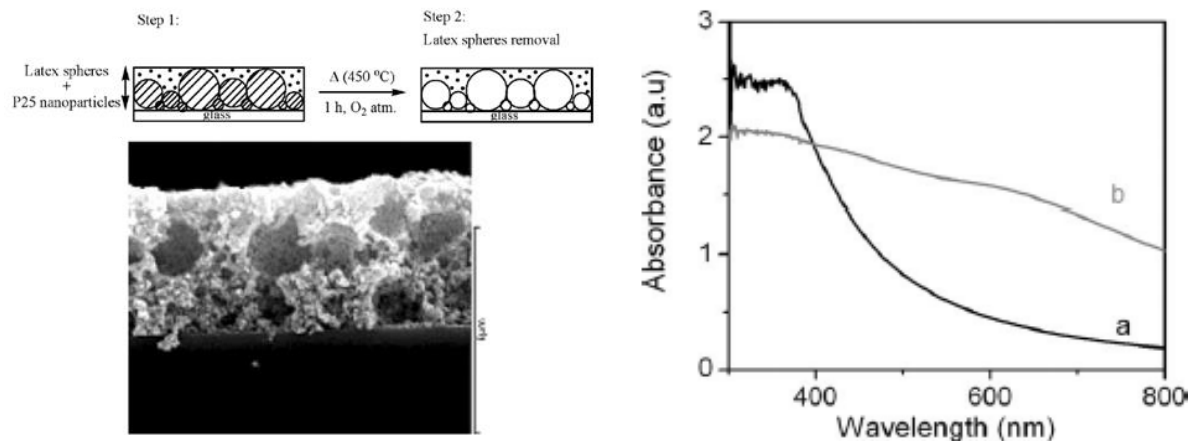 Step 1:
Step 2:
Latex spheres removal
Latex spheres
+
P25 nanoparticles
Δ (450 °C)
1 h, O₂ atm.
glass
glass
Absorbance (a.u)
3
2
1
0
b
a
400
600
800
Wavelength (nm)